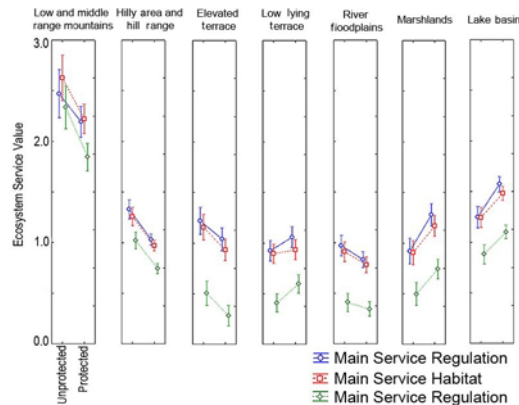 Low and middle range mountains
Hilly area and hill range
Elevated terrace
Low lying terrace
River floodplains
Marshlands
Lake basin
Ecosystem Service Value
3.0
2.0
1.0
0.0
Unprotected
Protected
Main Service Regulation
Main Service Habitat
Main Service Regulation